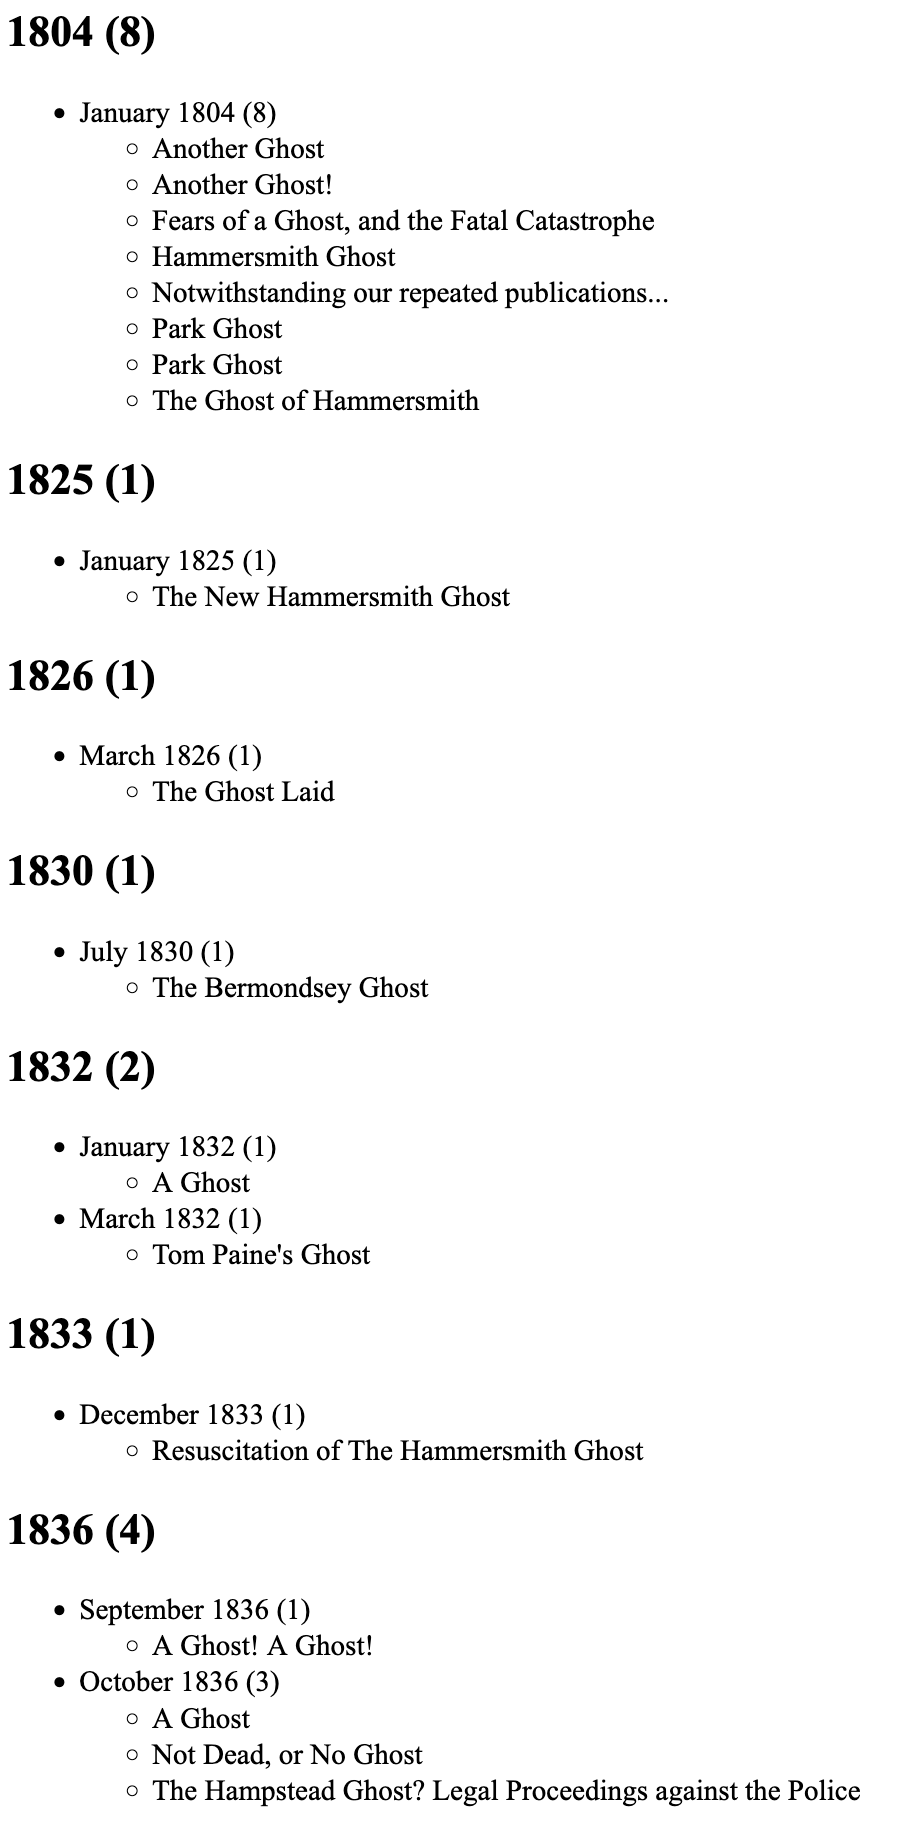 1804 (8)
January 1804 (8)
Another Ghost
Another Ghost!
Fears of a Ghost, and the Fatal Catastrophe
Hammersmith Ghost
Notwithstanding our repeated publications...
Park Ghost
Park Ghost
The Ghost of Hammersmith
1825 (1)
January 1825 (1)
The New Hammersmith Ghost
1826 (1)
March 1826 (1)
The Ghost Laid
1830 (1)
July 1830 (1)
The Bermondsey Ghost
1832 (2)
January 1832 (1)
A Ghost
March 1832 (1)
Tom Paine's Ghost
1833 (1)
December 1833 (1)
Resuscitation of The Hammersmith Ghost
1836 (4)
September 1836 (1)
A Ghost! A Ghost!
October 1836 (3)
A Ghost
Not Dead, or No Ghost
The Hampstead Ghost? Legal Proceedings against the Police